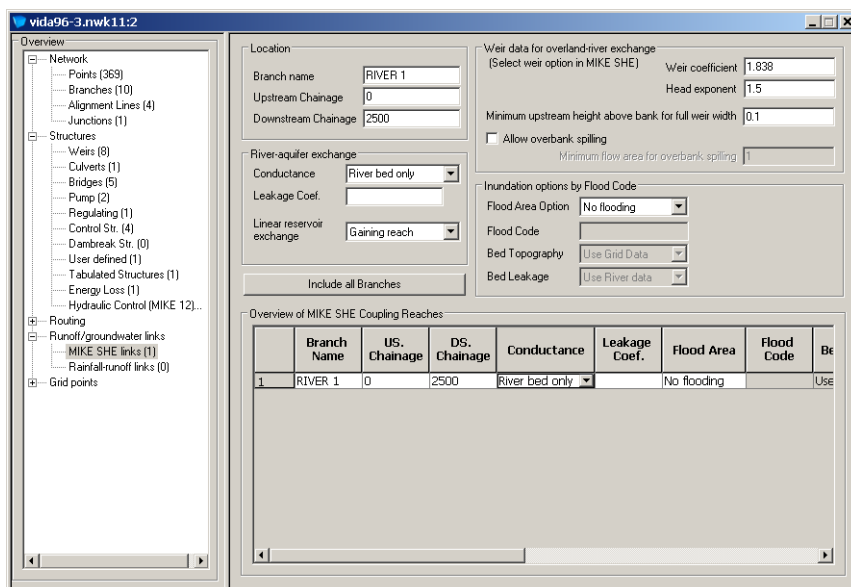 vida96-3.nwk11:2
Overview
Network
Points (369)
Branches (10)
Alignment Lines (4)
Junctions (1)
Structures
Weirs (8)
Culverts (1)
Bridges (5)
Pump (2)
Regulating (1)
Control Str. (4)
Dambreak Str. (0)
User defined (1)
Tabulated Structures (1)
Energy Loss (1)
Hydraulic Control (MIKE 12)...
Routing
Runoff/groundwater links
MIKE SHE links (1)
Rainfall-runoff links (0)
Grid points
Location
Branch name RIVER 1
Upstream Chainage 0
Downstream Chainage 2500
River-aquifer exchange
Conductance River bed only
Leakage Coef.
Linear reservoir exchange Gaining reach
Include all Branches
Weir data for overland-river exchange
(Select weir option in MIKE SHE) Weir coefficient 1.838
Head exponent 1.5
Minimum upstream height above bank for full weir width 0.1
Allow overbank spilling
Minimum flow area for overbank spilling 1
Inundation options by Flood Code
Flood Area Option No flooding
Flood Code
Bed Topography Use Grid Data
Bed Leakage Use River data
Overview of MIKE SHE Coupling Reaches
Branch Name US. Chainage DS. Chainage Conductance Leakage Coef. Flood Area Flood Code Be
1 RIVER 1 0 2500 River bed only No flooding Use